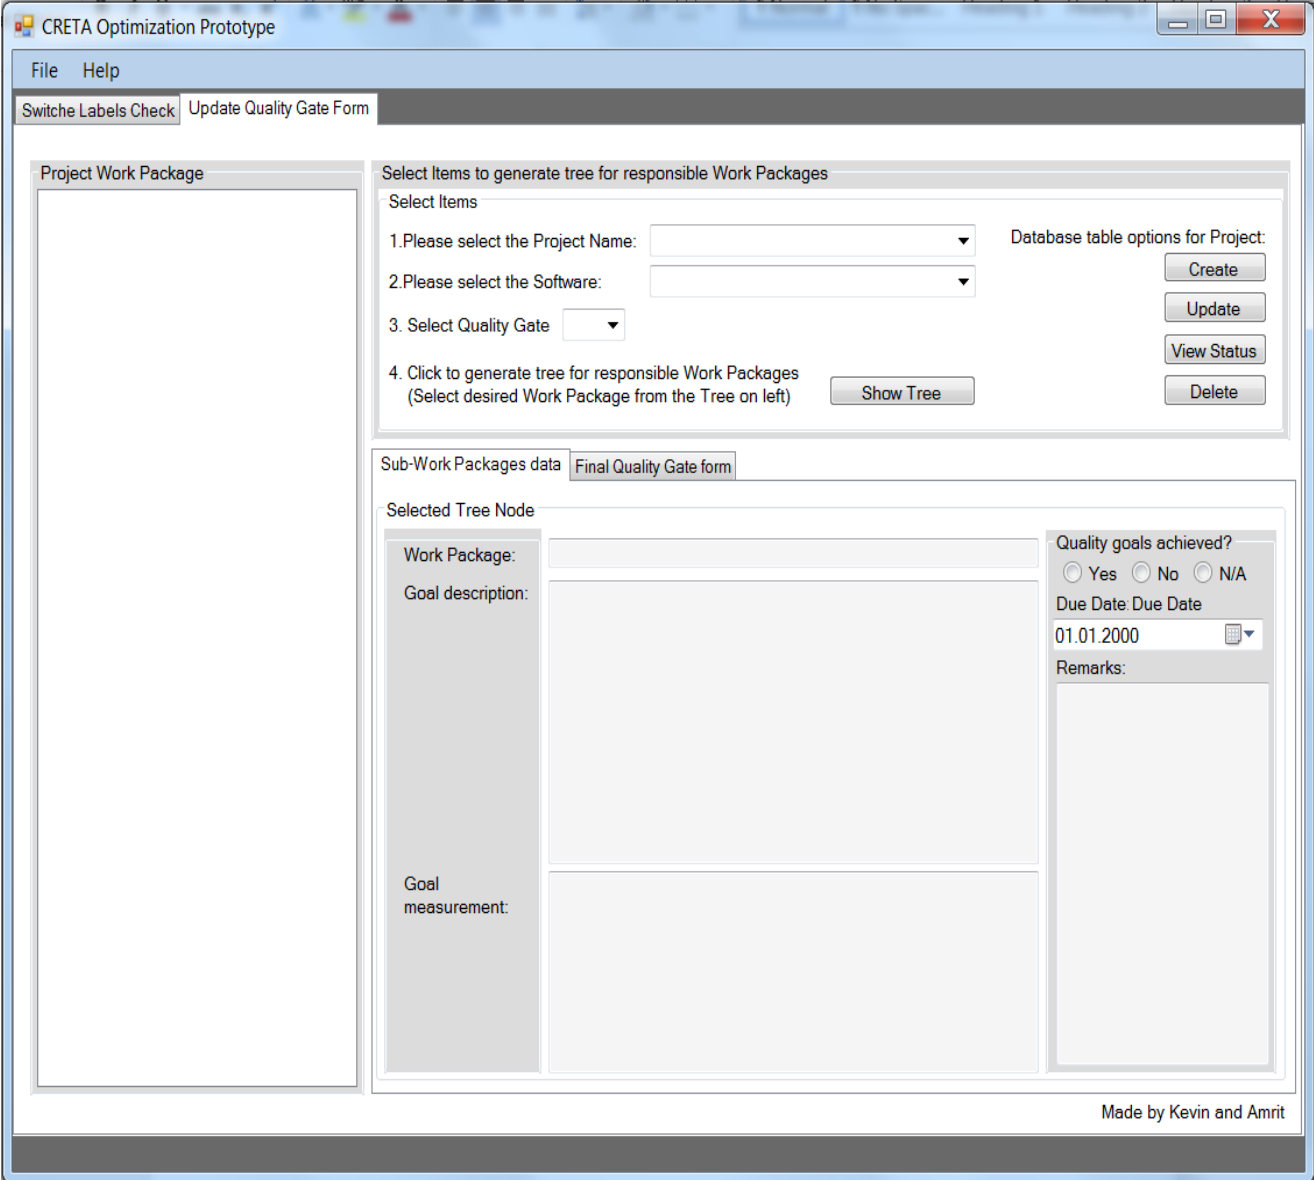 CRETA Optimization Prototype
X
File Help
Switche Labels Check Update Quality Gate Form
Project Work Package
Select Items to generate tree for responsible Work Packages
Select Items
1.Please select the Project Name:
Database table options for Project:
Create
2.Please select the Software:
Update
3. Select Quality Gate
View Status
4. Click to generate tree for responsible Work Packages
(Select desired Work Package from the Tree on left)
Show Tree
Delete
Sub-Work Packages data Final Quality Gate form
Selected Tree Node
Work Package:
Goal description:
Goal
measurement:
Quality goals achieved?
Yes No N/A
Due Date: Due Date
01.01.2000
Remarks:
Made by Kevin and Amrit